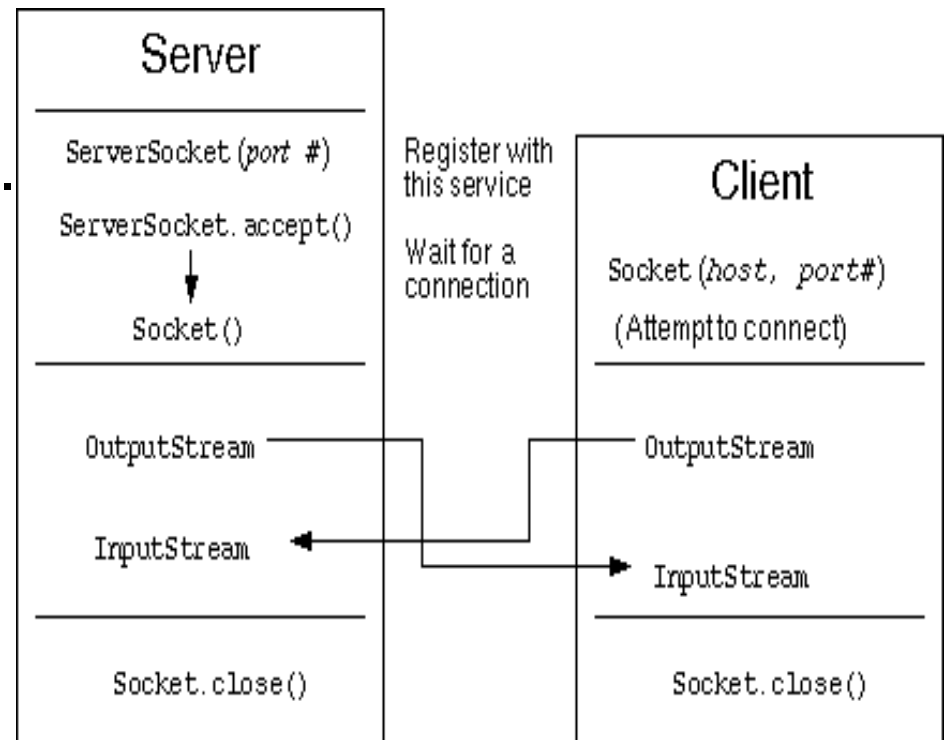 Server
ServerSocket(port #)
ServerSocket.accept()
Socket()
OutputStream
InputStream
Socket.close()
Register with
this service
Wait for a
connection
Client
Socket(host, port#)
(Attempt to connect)
OutputStream
InputStream
Socket.close()